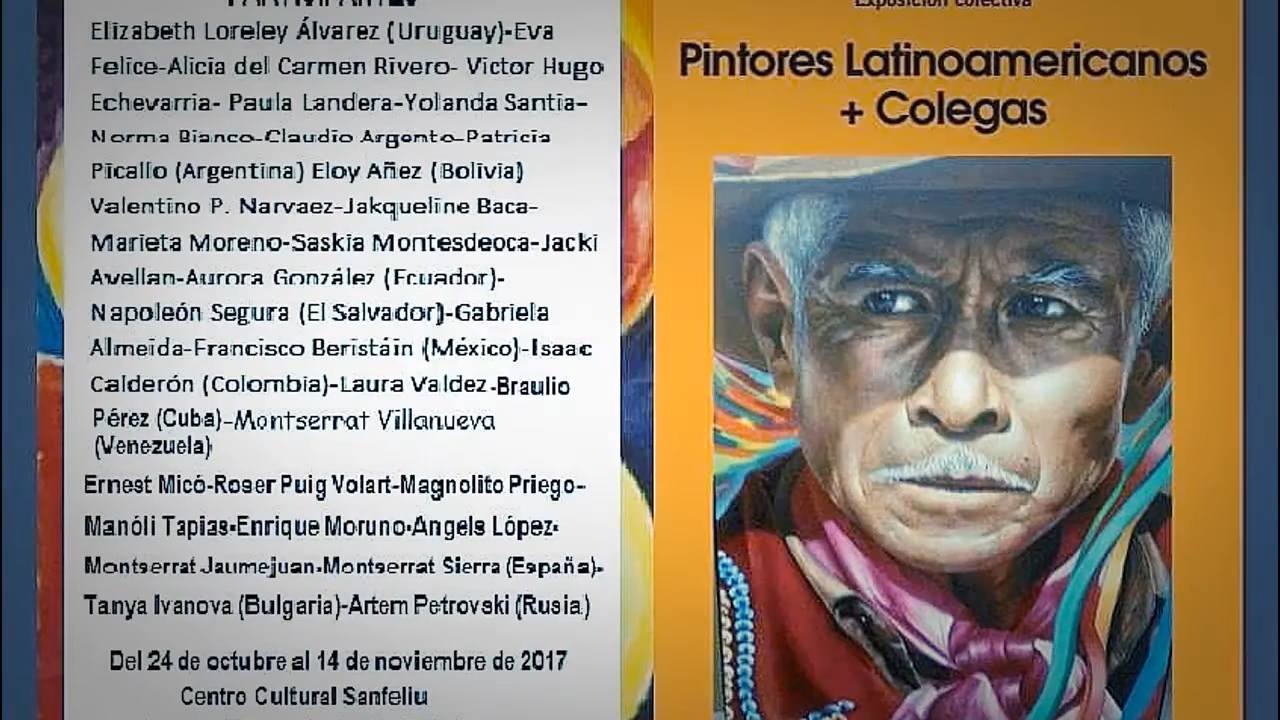 Elizabeth Loreley Álvarez (Uruguay)-Eva
Felice-Alicia del Carmen Rivero- Victor Hugo
Echevarria- Paula Landera-Yolanda Santia-
Norma Bianco-Claudio Argento-Patricia
Picallo (Argentina) Eloy Añez (Bolivia)
Valentino P. Narvaez-Jakqueline Baca-
Marieta Moreno-Saskia Montesdeoca-Jacki
Avellan-Aurora González (Ecuador)-
Napoleón Segura (El Salvador)-Gabriela
Almeida-Francisco Beristáin (México)-Isaac
Calderón (Colombia)-Laura Valdez-Braulio
Pérez (Cuba)-Montserrat Villanueva
(Venezuela)
Ernest Micó-Roser Puig Volart-Magnolito Priego-
Manoli Tapias-Enrique Moruno-Angels López-
Montserrat Jaumejuan-Montserrat Sierra (España)-
Tanya Ivanova (Bulgaria)-Artem Petrovski (Rusia)
Del 24 de octubre al 14 de noviembre de 2017
Centro Cultural Sanfeliu
Exposición colectiva
Pintores Latinoamericanos
+ Colegas